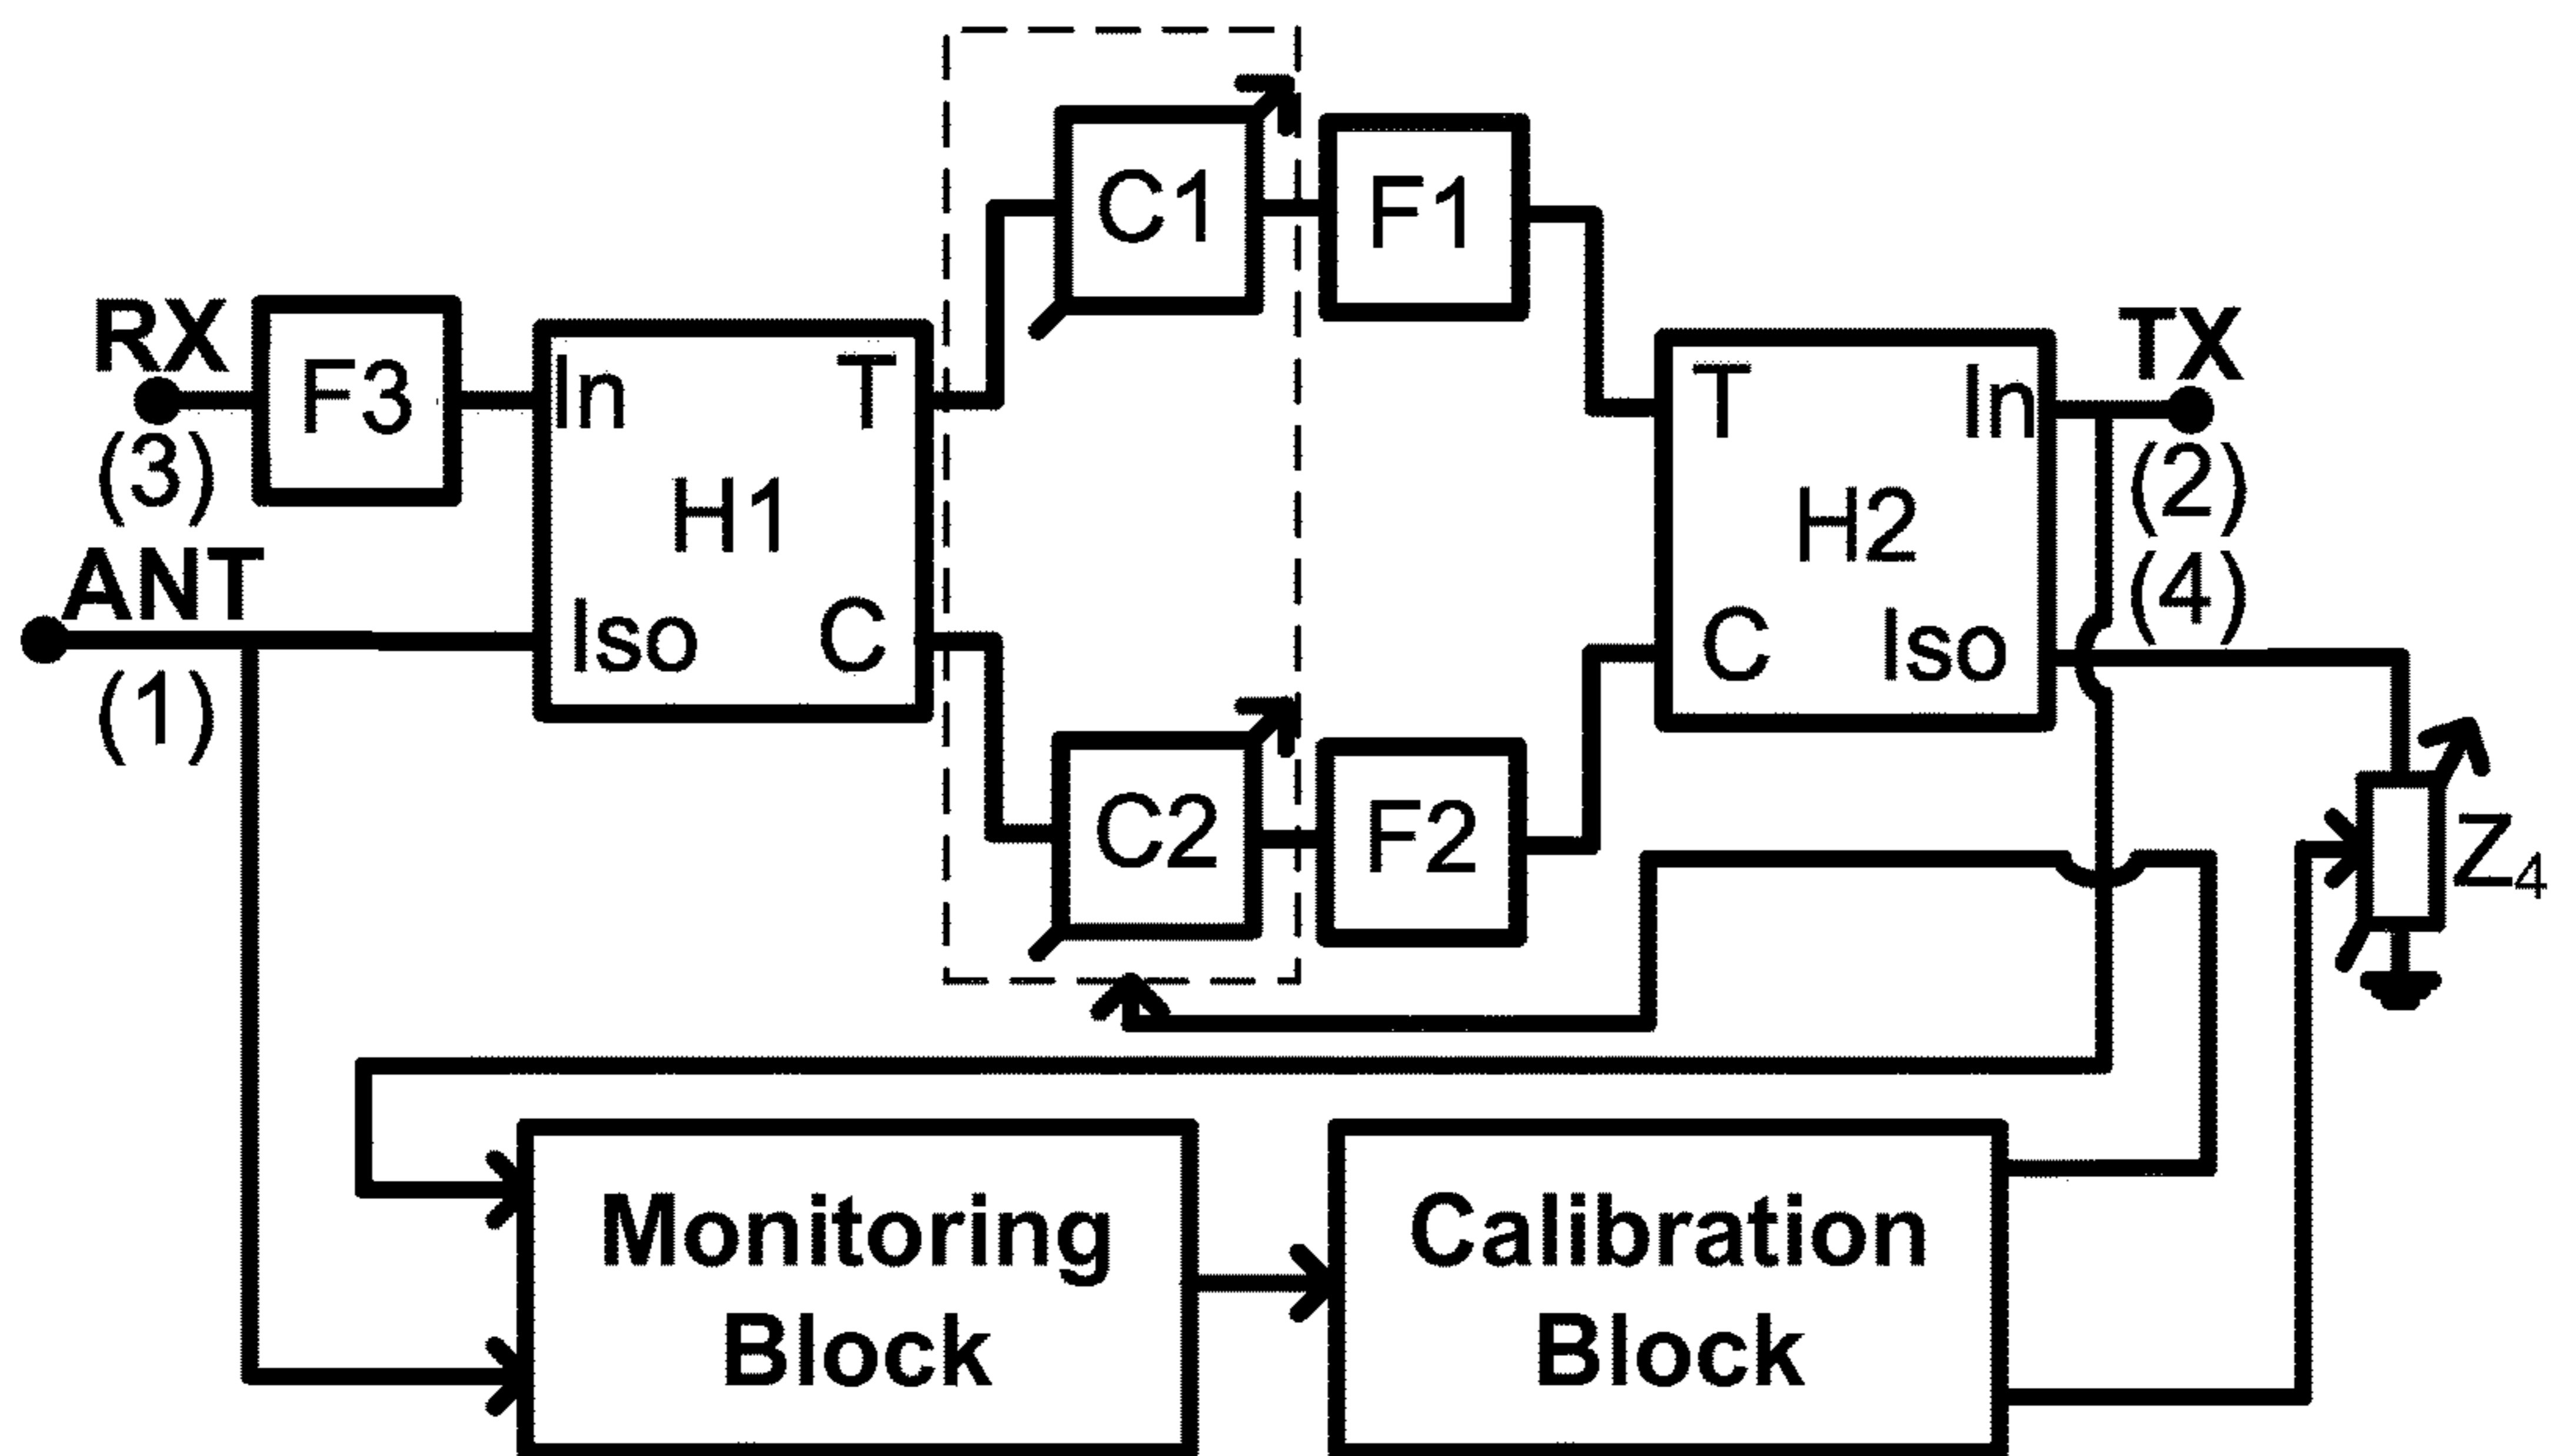 C1
F1
RX
F3
In
T
H1
T
In
TX
(3)
H2
(2)
ANT
Iso
C
C
Iso
(4)
(1)
C2
F2
Z4
Monitoring
Block
Calibration
Block